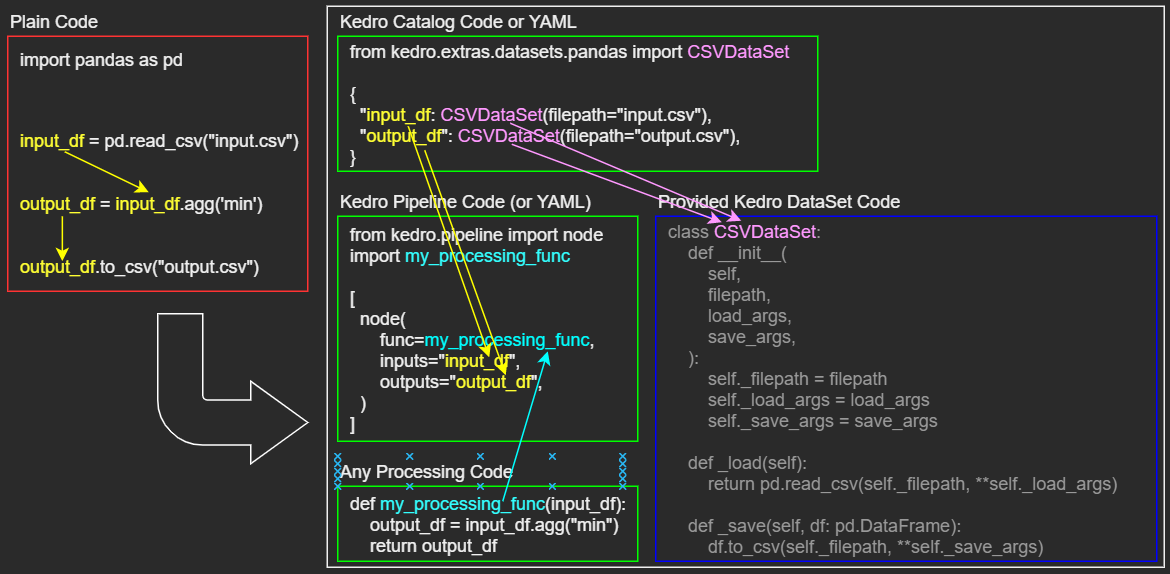 Plain Code
import pandas as pd
input_df = pd.read_csv("input.csv")
output_df = input_df.agg('min')
output_df.to_csv("output.csv")
Kedro Catalog Code or YAML
from kedro.extras.datasets.pandas import CSVDataSet
{
"input_df: CSVDataSet(filepath="input.csv"),
"output_df": CSVDataSet(filepath="output.csv"),
}
Kedro Pipeline Code (or YAML)
from kedro.pipeline import node
import my_processing_func
[
node(
func=my_processing_func,
inputs="input_df",
outputs="output_df",
)
]
Any Processing Code
def my_processing_func(input_df):
output_df = input_df.agg("min")
return output_df
Provided Kedro DataSet Code
class CSVDataSet:
def __init__(
self,
filepath,
load_args,
save_args,
):
self._filepath = filepath
self._load_args = load_args
self._save_args = save_args
def _load(self):
return pd.read_csv(self._filepath, **self._load_args)
def _save(self, df: pd.DataFrame):
df.to_csv(self._filepath, **self._save_args)